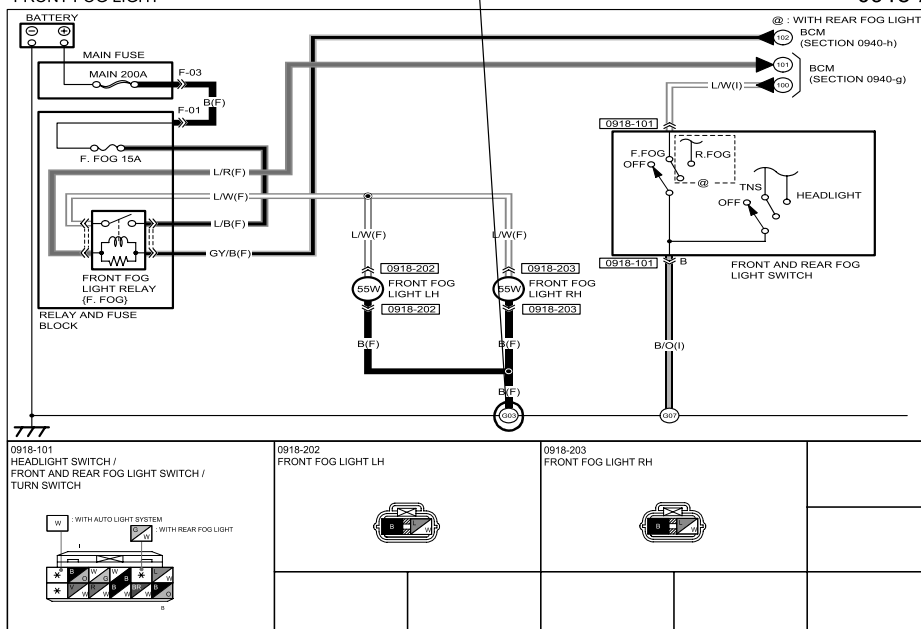 BATTERY
@ : WITH REAR FOG LIGHT
102
BCM
(SECTION 0940-h)
MAIN FUSE
MAIN 200A
F-03
101
BCM
(SECTION 0940-g)
L/W(I)
100
B(F)
F-01
0918-101
F. FOG 15A
F.FOG
R.FOG
OFF
@
L/R(F)
TNS
HEADLIGHT
OFF
L/W(F)
L/B(F)
L/W(F)
L/W(F)
GY/B(F)
0918-202
0918-203
0918-101
B
FRONT AND REAR FOG
LIGHT SWITCH
FRONT FOG
LIGHT RELAY
{F. FOG}
55W
FRONT FOG
LIGHT LH
55W
FRONT FOG
LIGHT RH
0918-202
0918-203
RELAY AND FUSE
BLOCK
B(F)
B(F)
B/O(I)
B(F)
G03
G07
0918-101
HEADLIGHT SWITCH /
FRONT AND REAR FOG LIGHT SWITCH /
TURN SWITCH
0918-202
FRONT FOG LIGHT LH
0918-203
FRONT FOG LIGHT RH
W
: WITH AUTO LIGHT SYSTEM
G
W
: WITH REAR FOG LIGHT
I
B
B
L
W
B
L
W